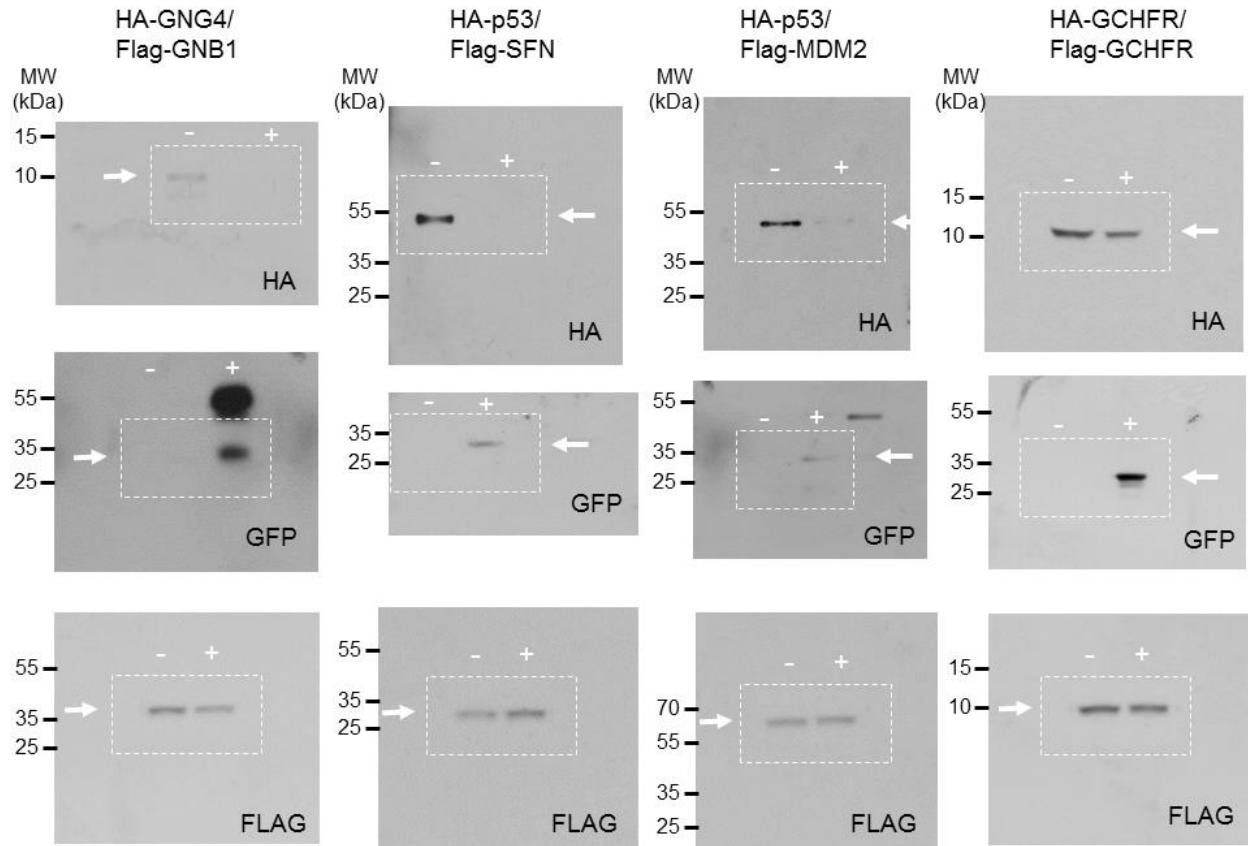 HA-GNG4/
Flag-GNB1
HA-p53/
Flag-SFN
HA-p53/
Flag-MDM2
HA-GCHFR/
Flag-GCHFR
MW
(kDa)
15
10
- +
HA
MW
(kDa)
55
35
25
- +
HA
MW
(kDa)
55
35
25
- +
HA
MW
(kDa)
15
10
- +
HA
55
35
25
- +
GFP
35
25
- +
GFP
55
35
25
- +
GFP
55
35
25
- +
GFP
55
35
25
- +
FLAG
55
35
25
- +
FLAG
70
55
35
25
- +
FLAG
15
10
- +
FLAG